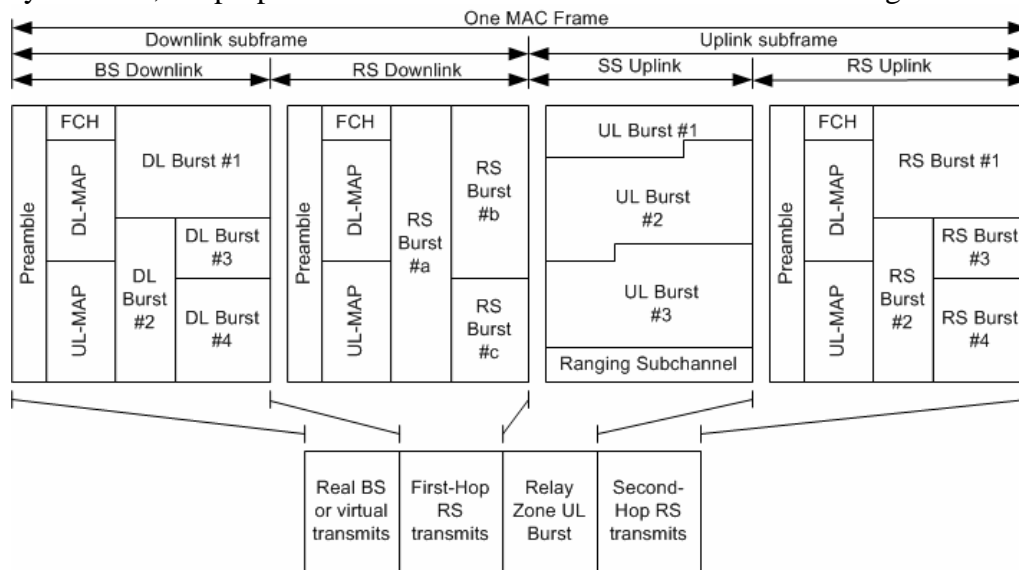 One MAC Frame
Downlink subframe
Uplink subframe
BS Downlink
RS Downlink
SS Uplink
RS Uplink
Preamble
FCH
DL-MAP
UL-MAP
DL Burst #1
DL
Burst
#2
DL Burst
#3
DL Burst
#4
Preamble
FCH
DL-MAP
UL-MAP
RS
Burst
#a
RS
Burst
#b
RS
Burst
#c
UL Burst #1
UL Burst
#2
UL Burst
#3
Ranging Subchannel
Preamble
FCH
DL-MAP
UL-MAP
RS Burst #1
RS
Burst
#2
RS Burst
#3
RS Burst
#4
Real BS
or virtual
transmits
First-Hop
RS
transmits
Relay
Zone UL
Burst
Second-
Hop RS
transmits